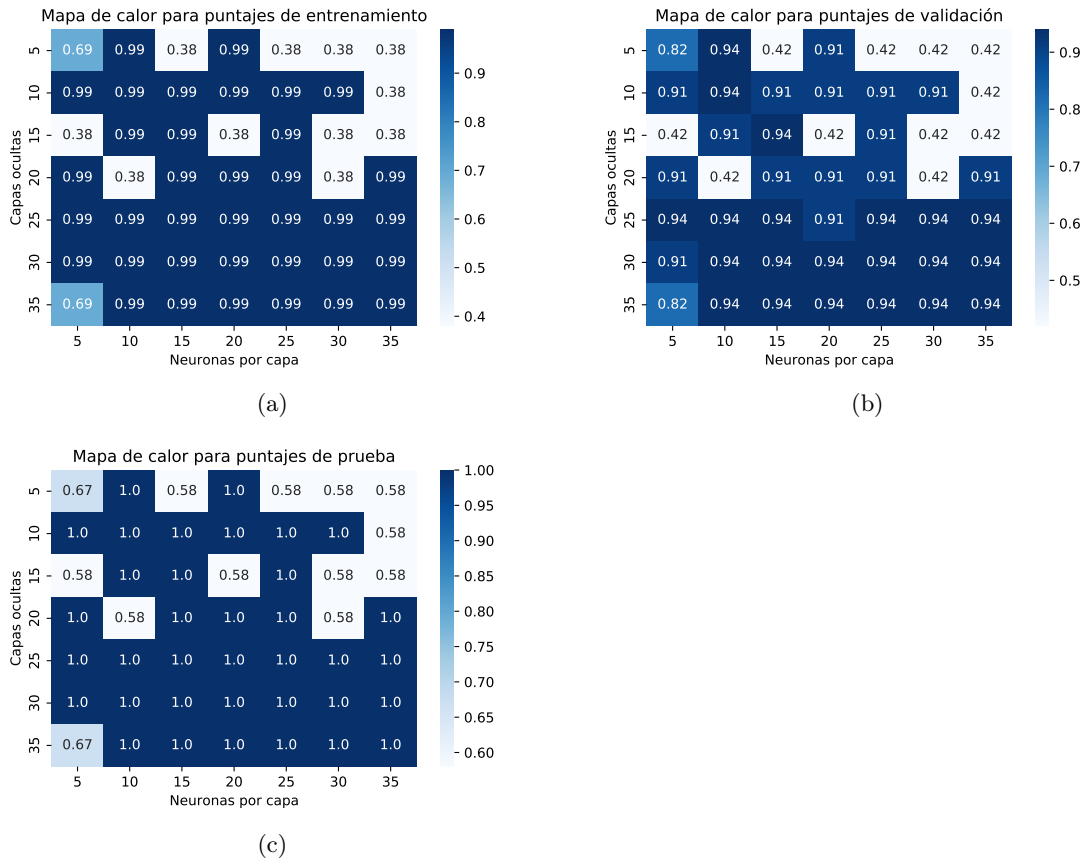 Mapa de calor para puntajes de entrenamiento
Capas ocultas
5 0.69 0.99 0.38 0.99 0.38 0.38 0.38
10 0.99 0.99 0.99 0.99 0.99 0.99 0.38
15 0.38 0.99 0.99 0.38 0.99 0.38 0.38
20 0.99 0.38 0.99 0.99 0.99 0.38 0.99
25 0.99 0.99 0.99 0.99 0.99 0.99 0.99
30 0.99 0.99 0.99 0.99 0.99 0.99 0.99
35 0.69 0.99 0.99 0.99 0.99 0.99 0.99
5 10 15 20 25 30 35
Neuronas por capa
0.9
0.8
0.7
0.6
0.5
0.4
(a)
Mapa de calor para puntajes de validación
Capas ocultas
5 0.82 0.94 0.42 0.91 0.42 0.42 0.42
10 0.91 0.94 0.91 0.91 0.91 0.91 0.42
15 0.42 0.91 0.94 0.42 0.91 0.42 0.42
20 0.91 0.42 0.91 0.91 0.91 0.42 0.91
25 0.94 0.94 0.94 0.91 0.94 0.94 0.94
30 0.91 0.94 0.94 0.94 0.94 0.94 0.94
35 0.82 0.94 0.94 0.94 0.94 0.94 0.94
5 10 15 20 25 30 35
Neuronas por capa
0.9
0.8
0.7
0.6
0.5
(b)
Mapa de calor para puntajes de prueba
Capas ocultas
5 0.67 1.0 0.58 1.0 0.58 0.58 0.58
10 1.0 1.0 1.0 1.0 1.0 1.0 0.58
15 0.58 1.0 1.0 0.58 1.0 0.58 0.58
20 1.0 0.58 1.0 1.0 1.0 0.58 1.0
25 1.0 1.0 1.0 1.0 1.0 1.0 1.0
30 1.0 1.0 1.0 1.0 1.0 1.0 1.0
35 0.67 1.0 1.0 1.0 1.0 1.0 1.0
5 10 15 20 25 30 35
Neuronas por capa
1.00
0.95
0.90
0.85
0.80
0.75
0.70
0.65
0.60
(c)